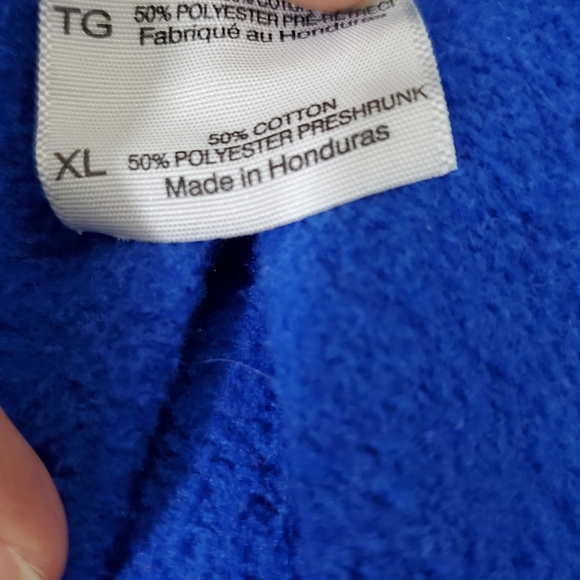 TG 50% POLYESTER PRÉ-RÉTRÉCI
Fabriqué au Honduras
50% COTTON
XL 50% POLYESTER PRESHRUNK
Made in Honduras